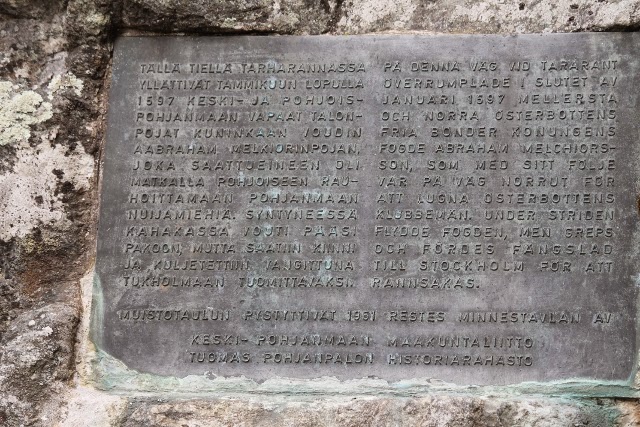 TÄLLÄ TIELLÄ TARHARANNASSA
YLLÄTTIVÄT TAMMIKUUN LOPULLA
1597 KESKI- JA POHJOIS-
POHJANMAAN VAPAAT TALON-
POJAT KUNINKAAN VOUDIN
AABRAHAM MELKIORINPOJAN,
JOKA SAATTUEINEEN OLI
MATKALLA POHJOISEEN RAU-
HOITTAMAAN POHJANMAAN
NUIJAMIEHIÄ. SYNTYNEESSÄ
KAHAKASSA VOUTI PÄÄSI
PAKOON, MUTTA SAATIIN KIINNI
JA KULJETETTIIN VANGITTUNA
TUKHOLMAAN TUOMITTAVAKSI.
PÅ DENNA VÄG VID TARARANT
ÖVERRUMPLADE I SLUTET AV
JANUARI 1597 MELLERSTA
OCH NORRA ÖSTERBOTTENS
FRIA BÖNDER KONUNGENS
FOGDE ABRAHAM MELCHIORS-
SON, SOM MED SITT FÖLJE
VAR PÅ VÄG NORRUT FÖR
ATT LUGNA ÖSTERBOTTENS
KLUBBEMÄN. UNDER STRIDEN
FLYDDE FOGDEN, MEN GREPS
OCH FÖRDES FÄNGSLAD
TILL STOCKHOLM FÖR ATT
RANNSAKAS.
MUISTOTAULUN PYSTYTTIVÄT 1961 RESTES MINNESTAVLAN AV
KESKI-POHJANMAAN MAAKUNTALIITTO
TUOMAS POHJANPALON HISTORIARAHASTO